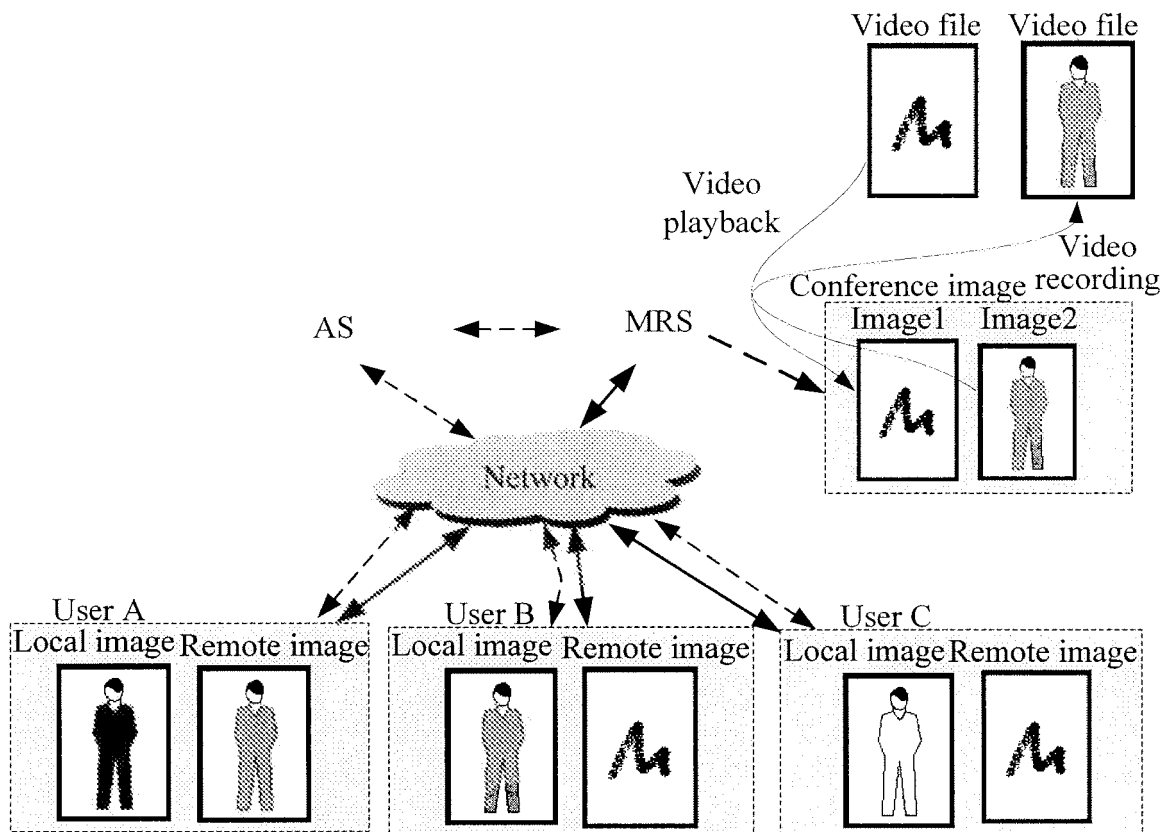 Video file
Video file
Video
playback
Video
recording
Conference image
Image1
Image2
AS
MRS
Network
User A
Local image
Remote image
User B
Local image
Remote image
User C
Local image
Remote image